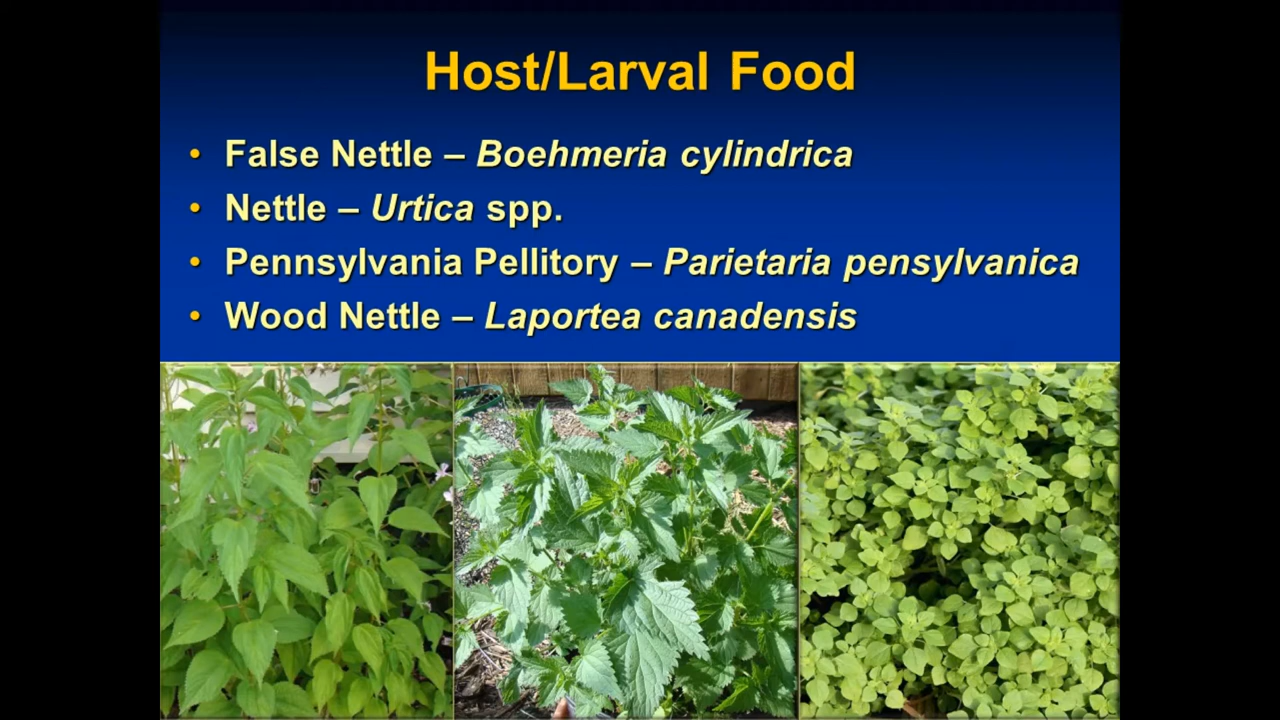 Host/Larval Food
• False Nettle – Boehmeria cylindrica
• Nettle – Urtica spp.
• Pennsylvania Pellitory – Parietaria pensylvanica
• Wood Nettle – Laportea canadensis